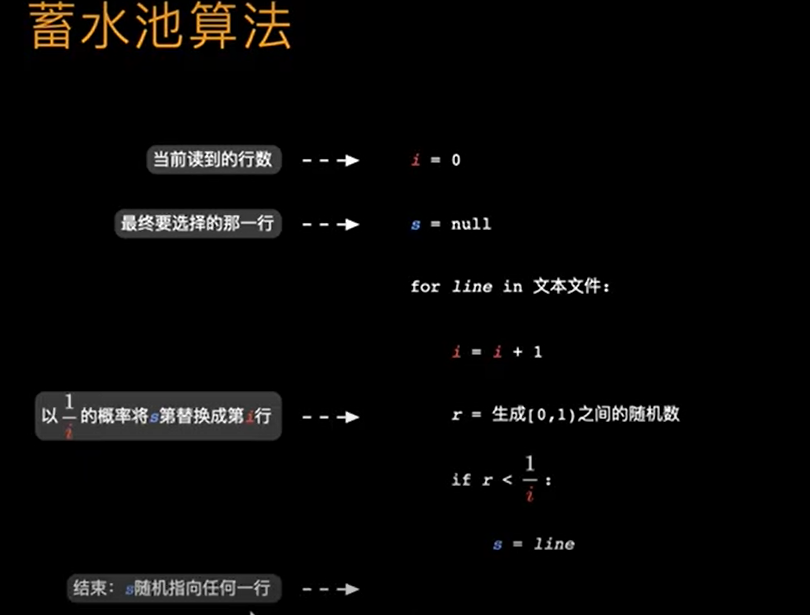 蓄水池算法
当前读到的行数 i = 0
最终要选择的那一行 s = null
for line in 文本文件:
i = i + 1
以 1/i 的概率将s第替换成第i行 r = 生成[0,1)之间的随机数
if r < 1/i :
s = line
结束: s随机指向任何一行